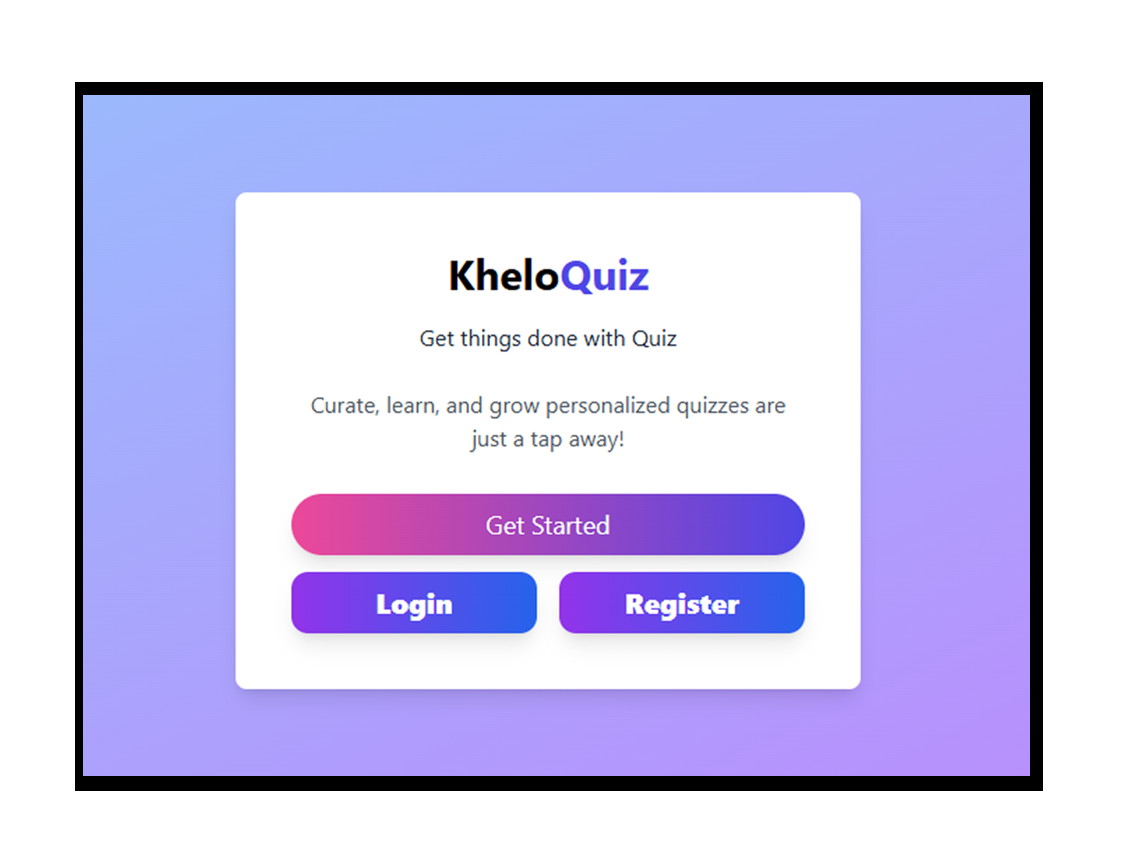 KheloQuiz
Get things done with Quiz
Curate, learn, and grow personalized quizzes are
just a tap away!
Get Started
Login
Register